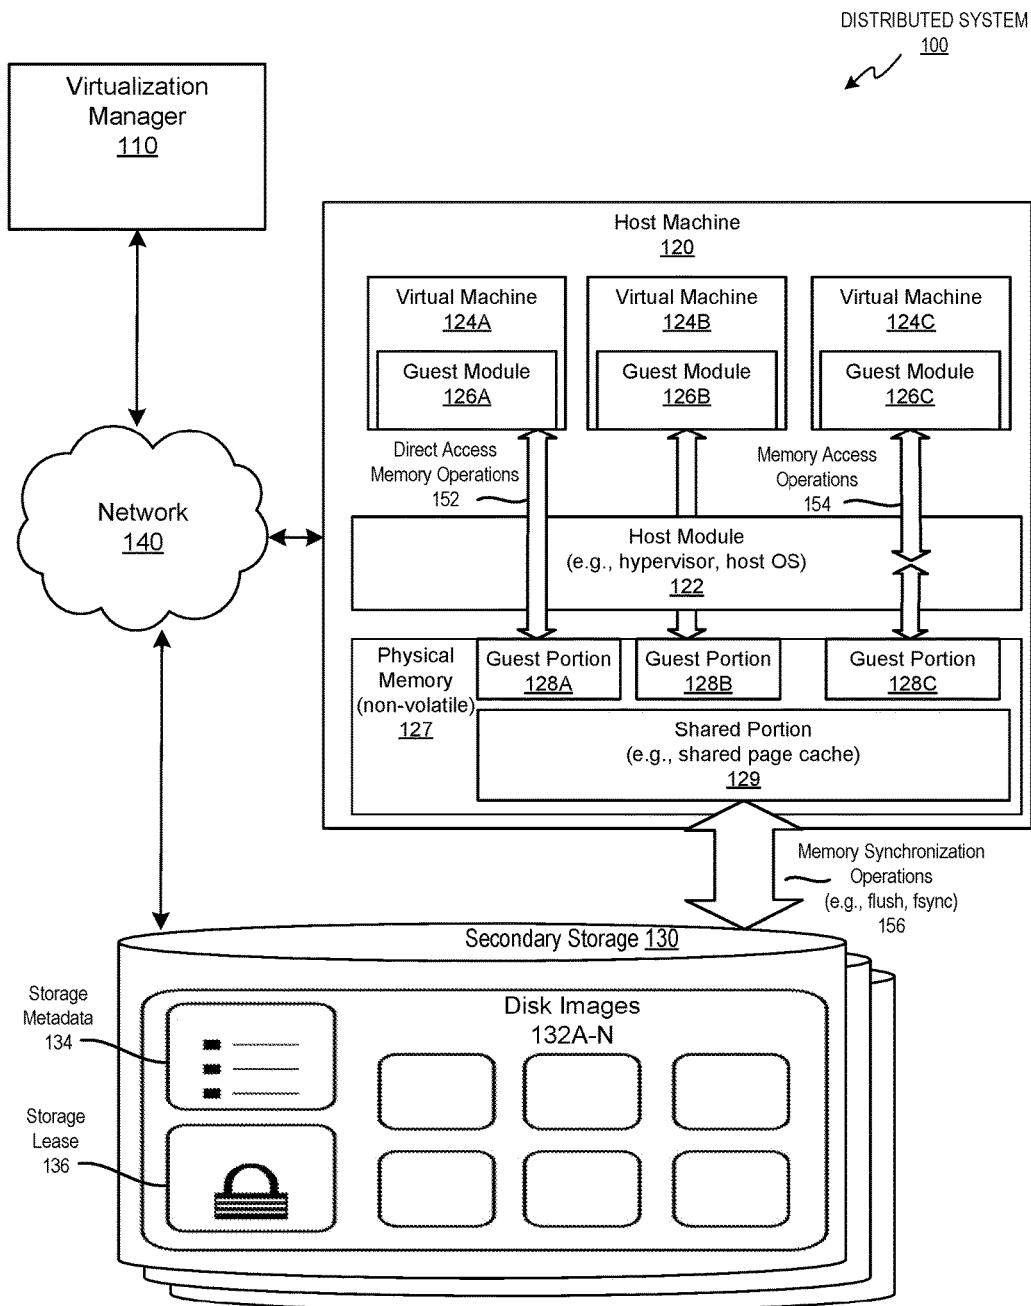 DISTRIBUTED SYSTEM
100
Virtualization
Manager
110
Host Machine
120
Virtual Machine
124A
Virtual Machine
124B
Virtual Machine
124C
Guest Module
126A
Guest Module
126B
Guest Module
126C
Direct Access
Memory Operations
152
Memory Access
Operations
154
Network
140
Host Module
(e.g., hypervisor, host OS)
122
Physical
Memory
(non-volatile)
127
Guest Portion
128A
Guest Portion
128B
Guest Portion
128C
Shared Portion
(e.g., shared page cache)
129
Memory Synchronization
Operations
(e.g., flush, fsync)
156
Secondary Storage 130
Storage
Metadata
134
Disk Images
132A-N
Storage
Lease
136